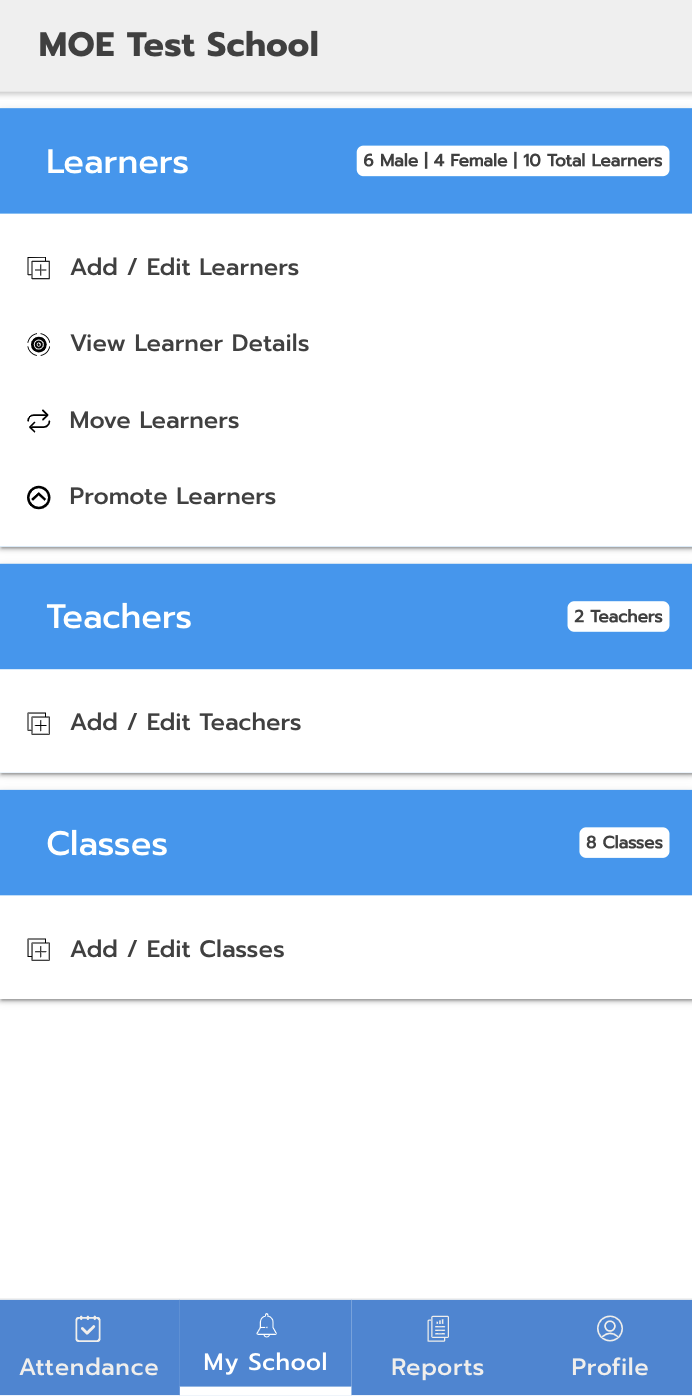 MOE Test School
Learners
6 Male | 4 Female | 10 Total Learners
Add / Edit Learners
View Learner Details
Move Learners
Promote Learners
Teachers
2 Teachers
Add / Edit Teachers
Classes
8 Classes
Add / Edit Classes
Attendance
My School
Reports
Profile